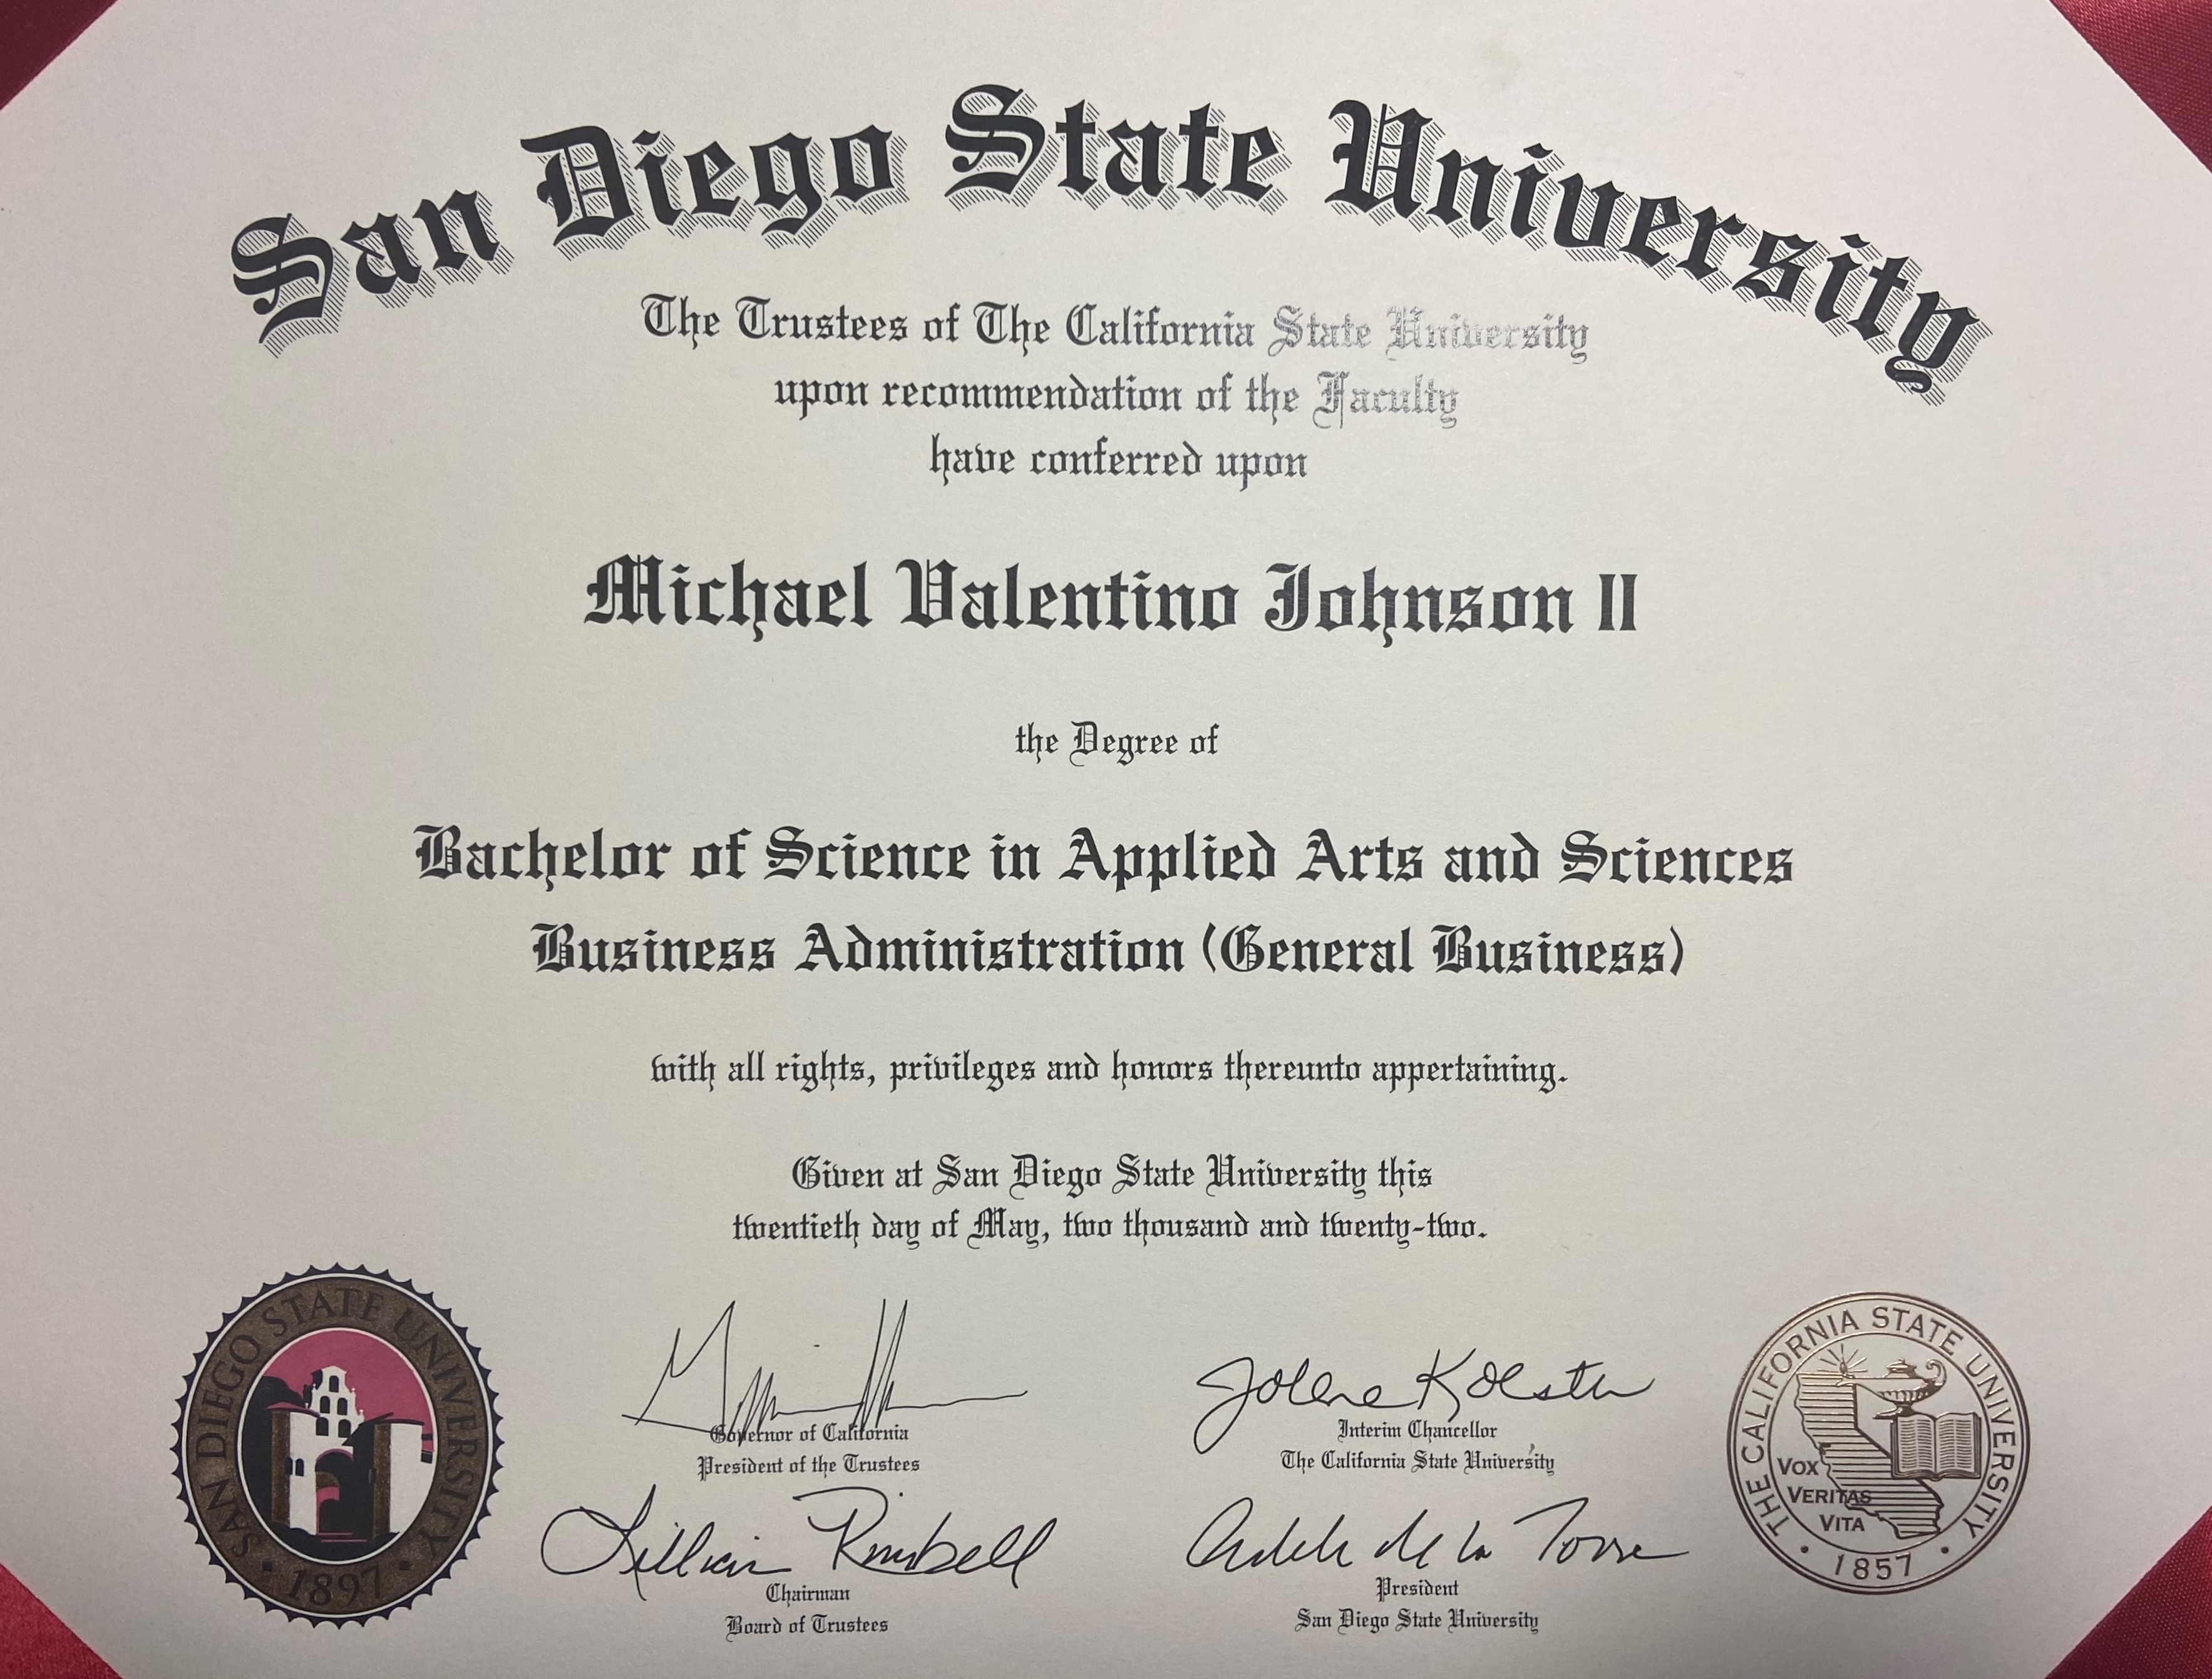 San Diego State University
The Trustees of The California State University
upon recommendation of the Faculty
have conferred upon
Michael Valentino Johnson II
the Degree of
Bachelor of Science in Applied Arts and Sciences
Business Administration (General Business)
with all rights, privileges and honors thereunto appertaining.
Given at San Diego State University this
twentieth day of May, two thousand and twenty-two.
SAN DIEGO STATE UNIVERSITY
1897
Governor of California
President of the Trustees
Jolene Koester
Interim Chancellor
The California State University
Lillian Kimbell
Chairman
Board of Trustees
Adela de la Torre
President
San Diego State University
THE CALIFORNIA STATE UNIVERSITY
VOX
VERITAS
VITA
1857